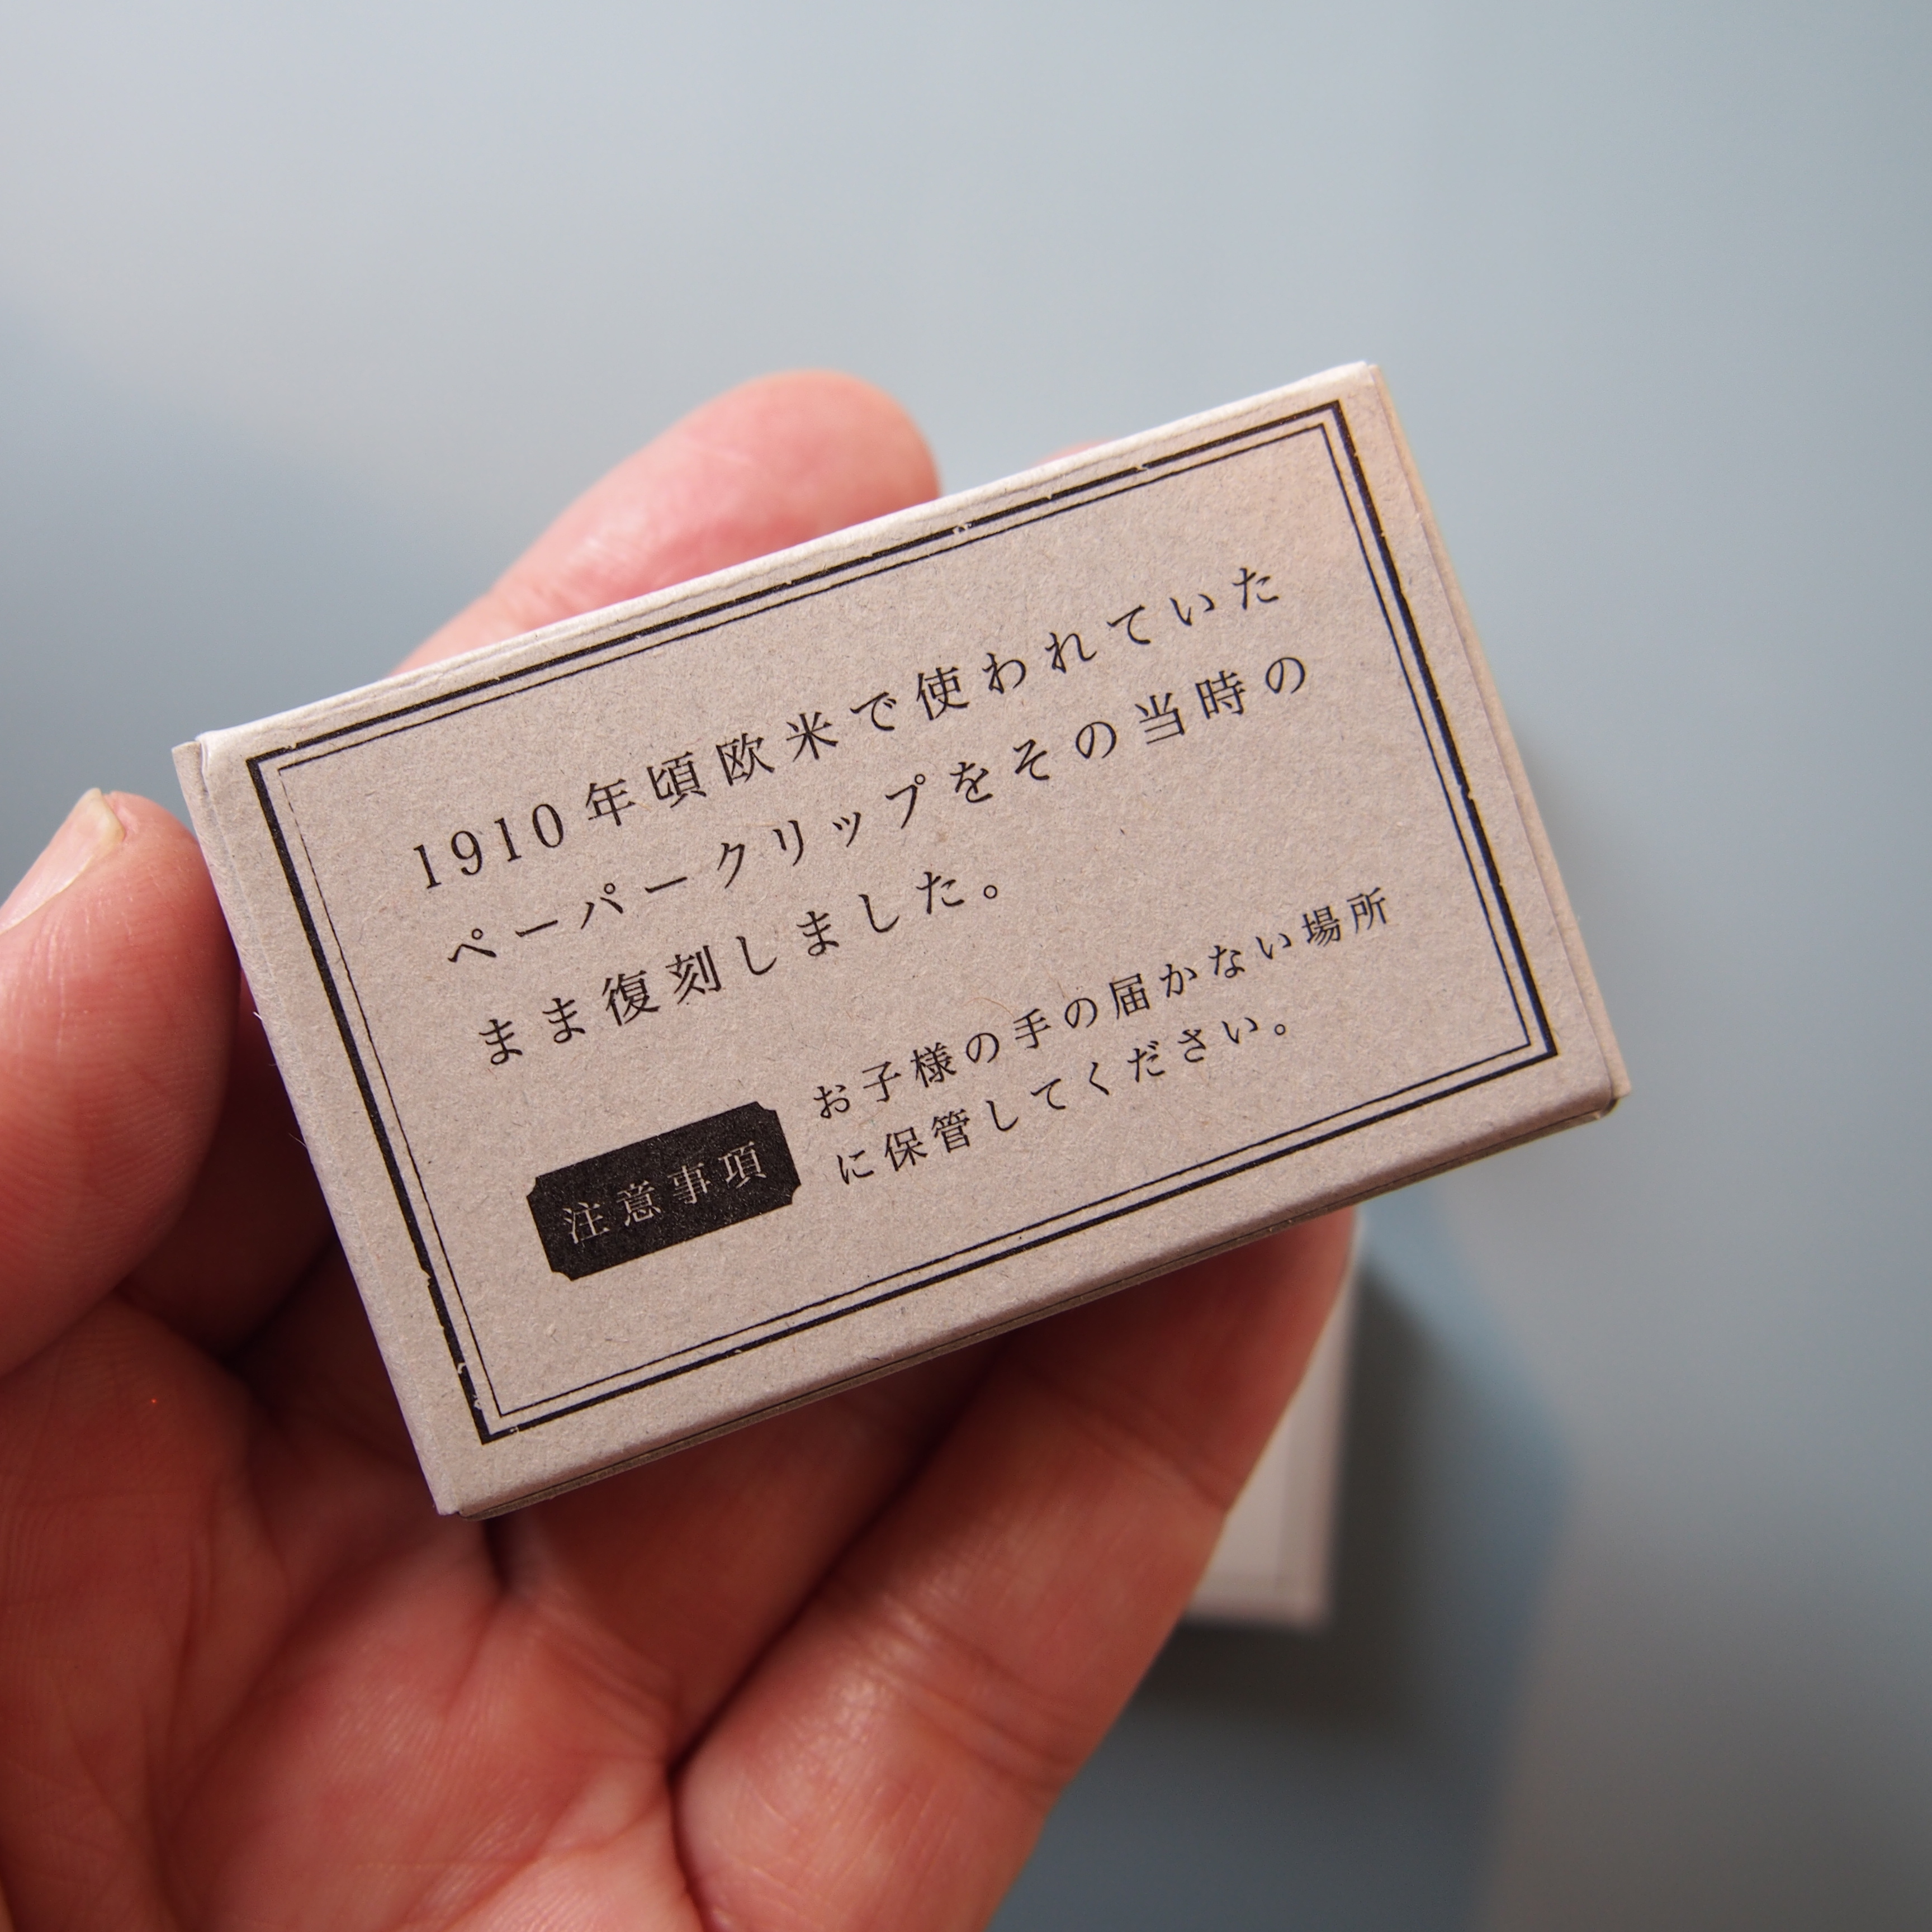 1910年頃欧米で使われていた
ペーパークリップをその当時の
まま復刻しました。
注意事項
お子様の手の届かない場所
に保管してください。